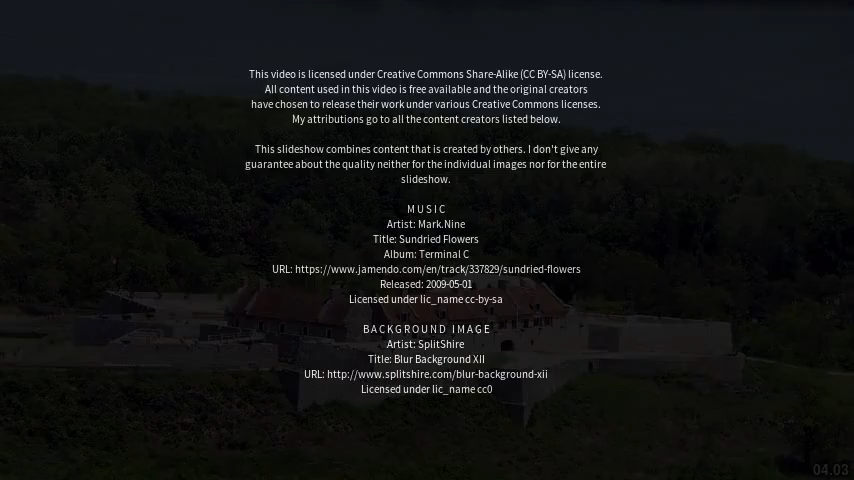 This video is licensed under Creative Commons Share-Alike (CC BY-SA) license.
All content used in this video is free available and the original creators
have chosen to release their work under various Creative Commons licenses.
My attributions go to all the content creators listed below.
This slideshow combines content that is created by others. I don't give any
guarantee about the quality neither for the individual images nor for the entire
slideshow.
MUSIC
Artist: Mark.Nine
Title: Sundried Flowers
Album: Terminal C
URL: https://www.jamendo.com/en/track/337829/sundried-flowers
Released: 2009-05-01
Licensed under lic_name cc-by-sa
BACKGROUND IMAGE
Artist: SplitShire
Title: Blur Background XII
URL: http://www.splitshire.com/blur-background-xii
Licensed under lic_name cc0
04.03